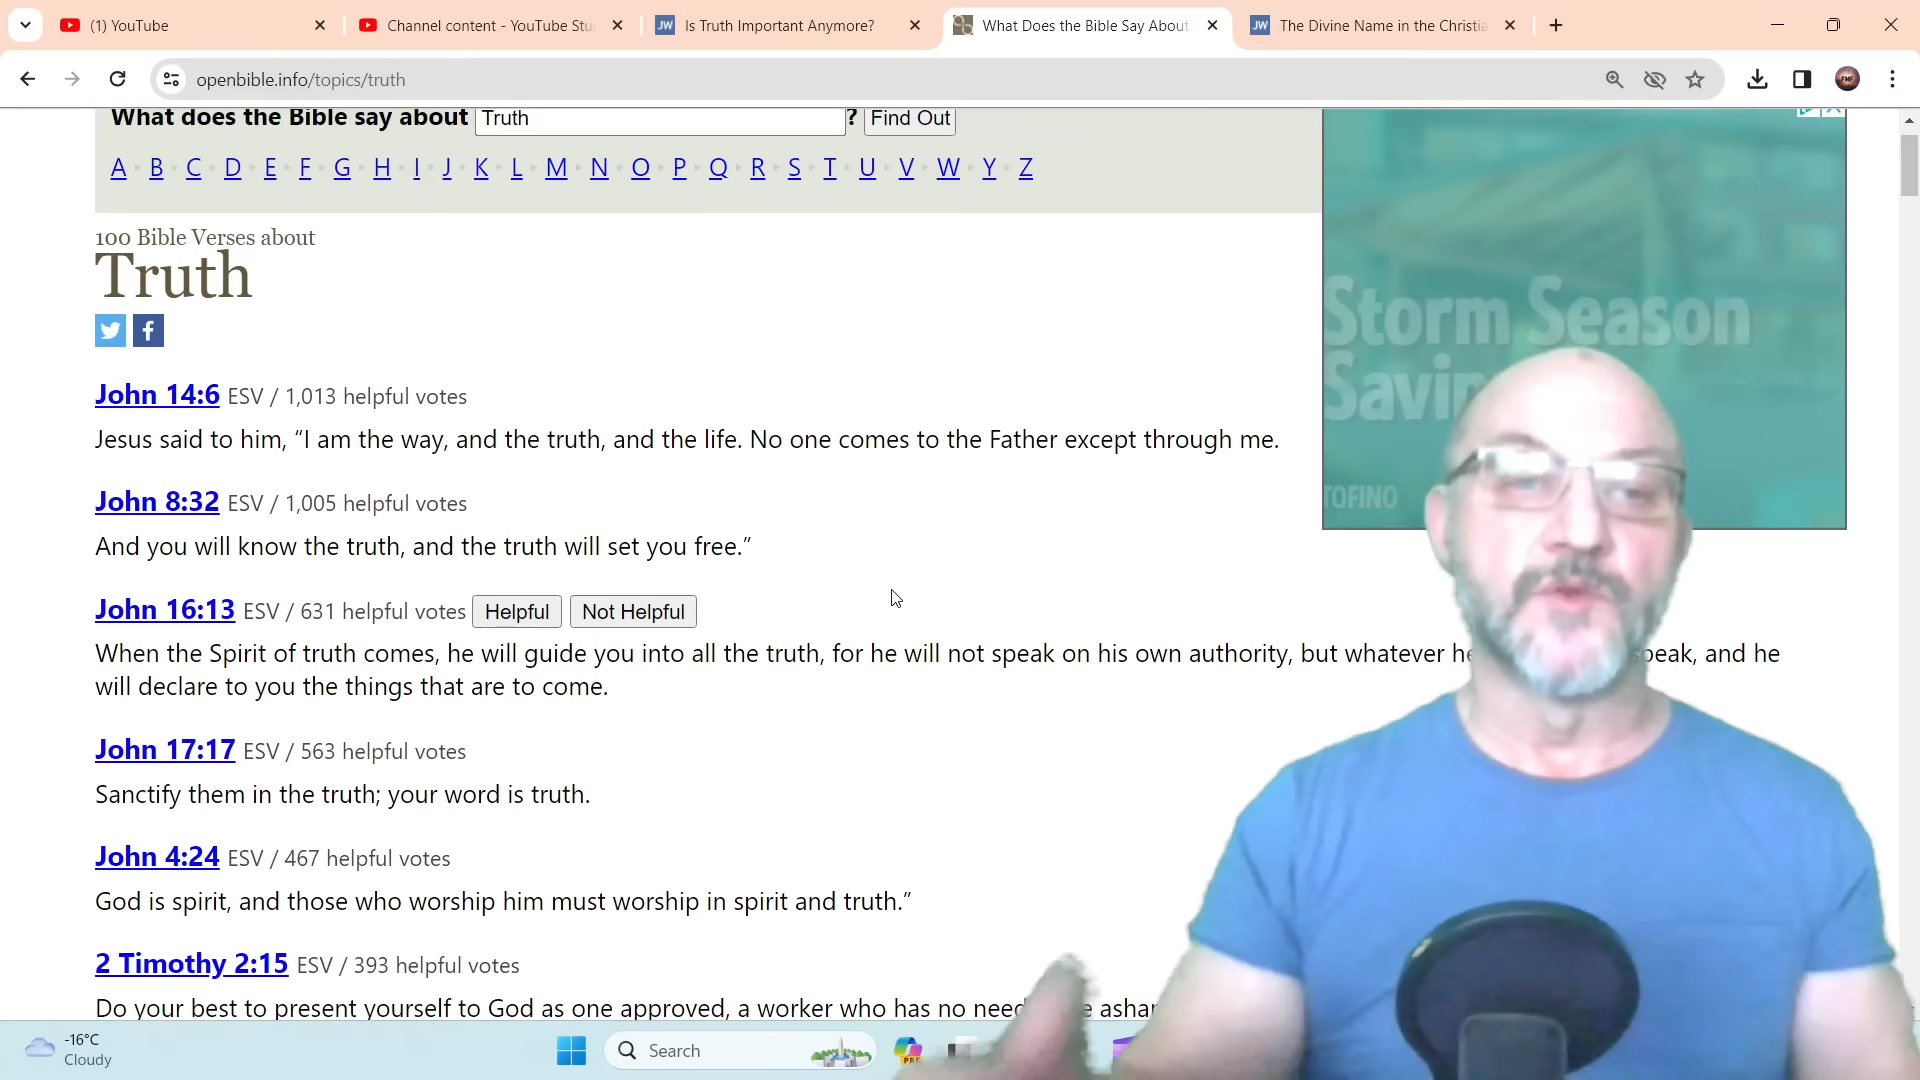 (1) YouTube
Channel content - YouTube Stu
JW Is Truth Important Anymore?
What Does the Bible Say About
JW The Divine Name in the Christia
openbible.info/topics/truth
What does the Bible say about Truth ? Find Out
A B C D E F G H I J K L M N O P Q R S T U V W Y Z
100 Bible Verses about
Truth
Storm Season
TOFINO
John 14:6 ESV / 1,013 helpful votes
Jesus said to him, “I am the way, and the truth, and the life. No one comes to the Father except through me.
John 8:32 ESV / 1,005 helpful votes
And you will know the truth, and the truth will set you free.”
John 16:13 ESV / 631 helpful votes Helpful Not Helpful
When the Spirit of truth comes, he will guide you into all the truth, for he will not speak on his own authority, but whatever he speak, and he
will declare to you the things that are to come.
John 17:17 ESV / 563 helpful votes
Sanctify them in the truth; your word is truth.
John 4:24 ESV / 467 helpful votes
God is spirit, and those who worship him must worship in spirit and truth.”
2 Timothy 2:15 ESV / 393 helpful votes
Do your best to present yourself to God as one approved, a worker who has no need
-16°C
Cloudy
Search
PRE